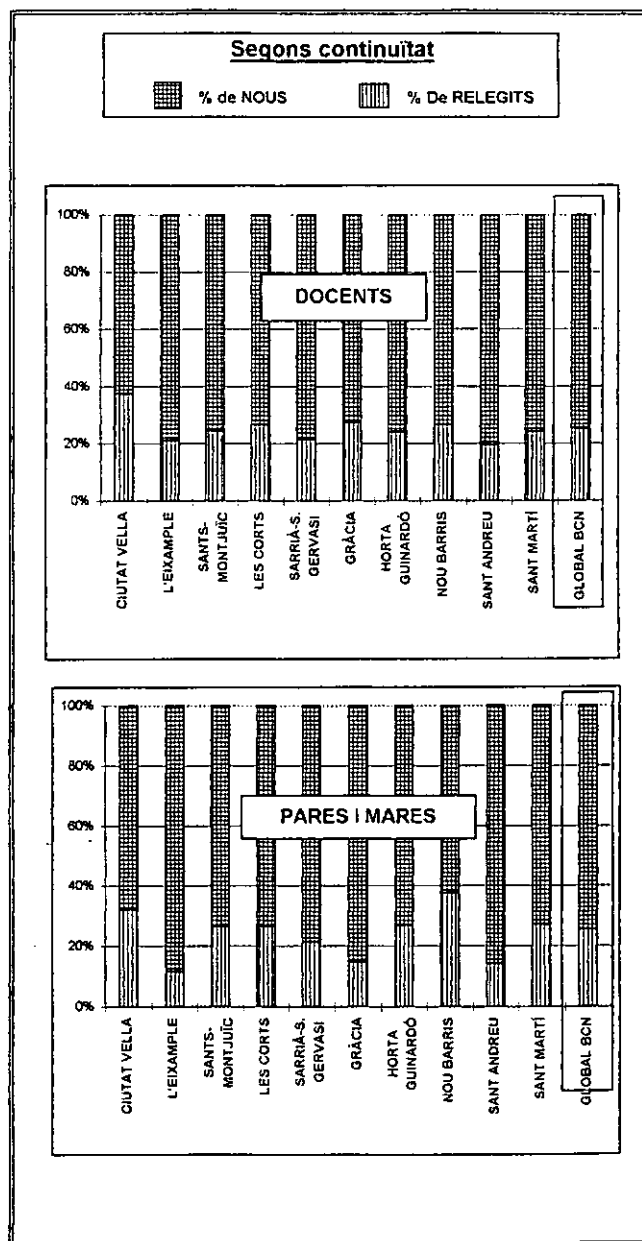 Segons continuïtat
% de NOUS % De RELEGITS
100%
80%
60%
40%
20%
0%
DOCENTS
CIUTAT VELLA
L'EIXAMPLE
SANTS-
MONTJUÏC
LES CORTS
SARRIÀ-S.
GERVASI
GRÀCIA
HORTA
GUINARDÓ
NOU BARRIS
SANT ANDREU
SANT MARTÍ
GLOBAL BCN
100%
80%
60%
40%
20%
0%
PARES I MARES
CIUTAT VELLA
L'EIXAMPLE
SANTS-
MONTJUÏC
LES CORTS
SARRIÀ-S.
GERVASI
GRÀCIA
HORTA
GUINARDÓ
NOU BARRIS
SANT ANDREU
SANT MARTÍ
GLOBAL BCN